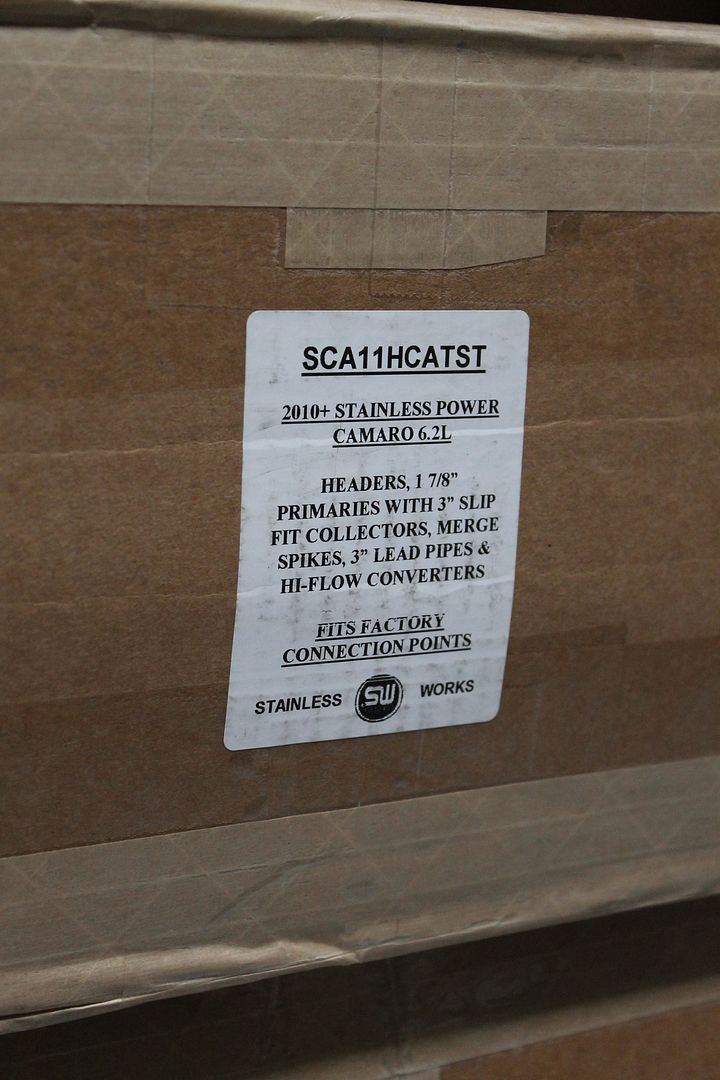 SCA11HCATST
2010+ STAINLESS POWER
CAMARO 6.2L
HEADERS, 1 7/8”
PRIMARIES WITH 3” SLIP
FIT COLLECTORS, MERGE
SPIKES, 3” LEAD PIPES &
HI-FLOW CONVERTERS
FITS FACTORY
CONNECTION POINTS
STAINLESS SW WORKS